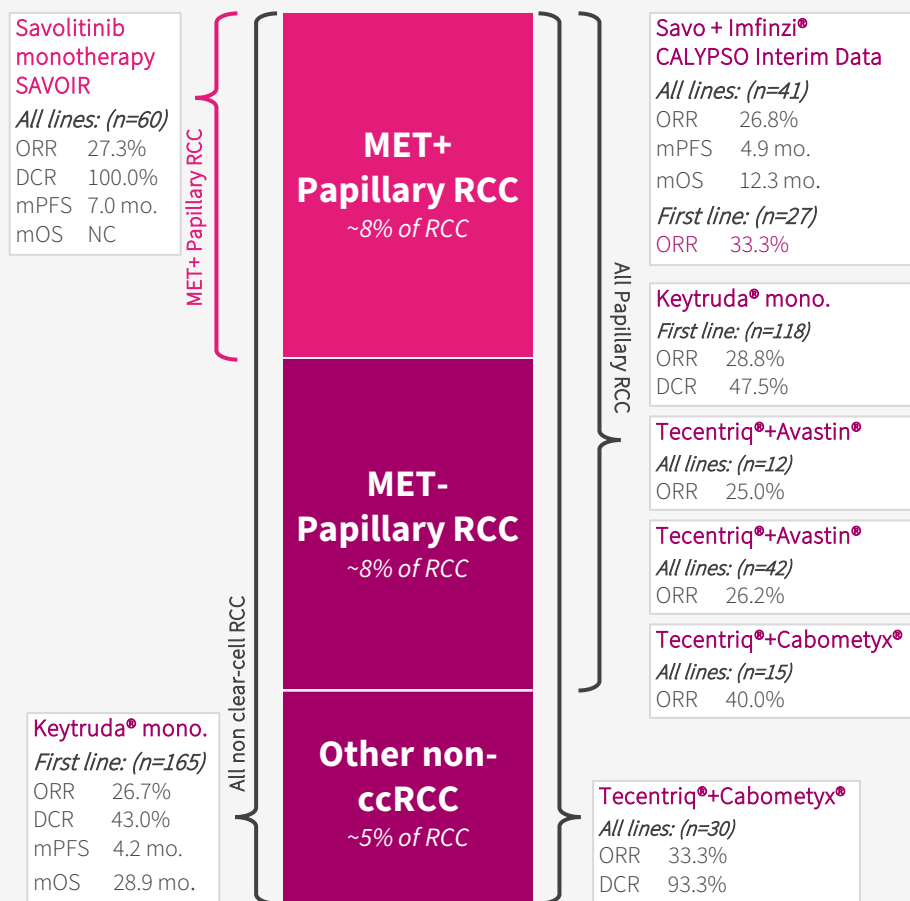 Savolitinib
monotherapy
SAVOIR
All lines: (n=60)
ORR 27.3%
DCR 100.0%
mPFS 7.0 mo.
mOS NC
MET+ Papillary RCC
MET+
Papillary RCC
~8% of RCC
MET-
Papillary RCC
~8% of RCC
Other non-
ccRCC
~5% of RCC
All Papillary RCC
Savo + Imfinzi®
CALYPSO Interim Data
All lines: (n=41)
ORR 26.8%
mPFS 4.9 mo.
mOS 12.3 mo.
First line: (n=27)
ORR 33.3%
Keytruda® mono.
First line: (n=118)
ORR 28.8%
DCR 47.5%
Tecentriq®+Avastin®
All lines: (n=12)
ORR 25.0%
Tecentriq®+Avastin®
All lines: (n=42)
ORR 26.2%
Tecentriq®+Cabometyx®
All lines: (n=15)
ORR 40.0%
All non clear-cell RCC
Keytruda® mono.
First line: (n=165)
ORR 26.7%
DCR 43.0%
mPFS 4.2 mo.
mOS 28.9 mo.
Tecentriq®+Cabometyx®
All lines: (n=30)
ORR 33.3%
DCR 93.3%